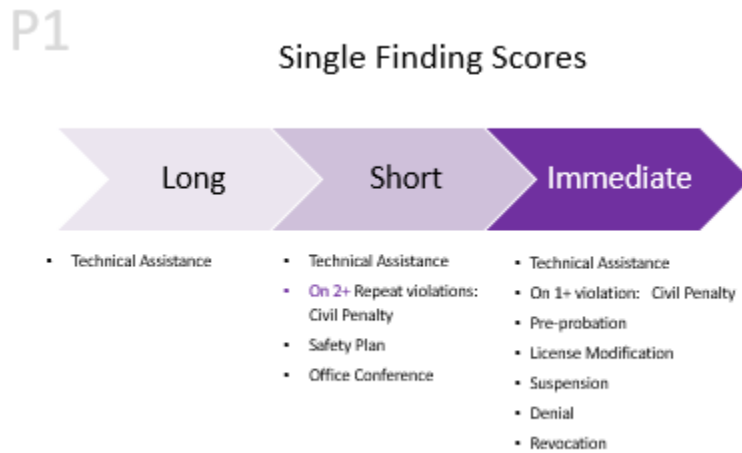 P1
Single Finding Scores
Long
Short
Immediate
▪ Technical Assistance
▪ Technical Assistance
▪ On 2+ Repeat violations:
Civil Penalty
▪ Safety Plan
▪ Office Conference
▪ Technical Assistance
▪ On 1+ violation: Civil Penalty
▪ Pre-probation
▪ License Modification
▪ Suspension
▪ Denial
▪ Revocation